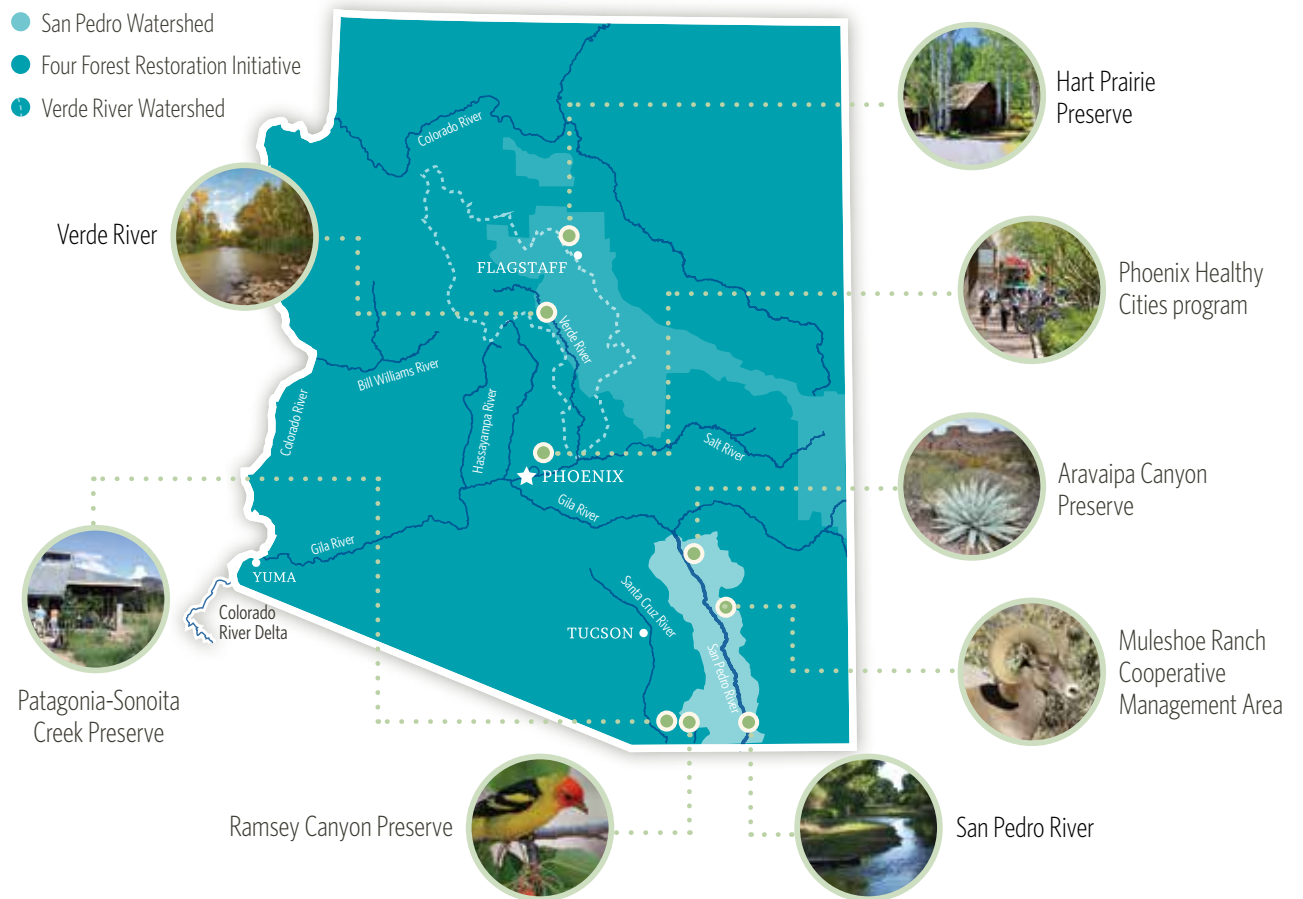 San Pedro Watershed
Four Forest Restoration Initiative
Verde River Watershed
Hart Prairie
Preserve
Colorado River
Verde River
FLAGSTAFF
Phoenix Healthy
Cities program
Verde River
Bill Williams River
Colorado River
Hassayampa River
Salt River
PHOENIX
Aravaipa Canyon
Preserve
Gila River
Gila River
YUMA
Colorado
River Delta
Santa Cruz River
TUCSON
San Pedro River
Muleshoe Ranch
Cooperative
Management Area
Patagonia-Sonoita
Creek Preserve
Ramsey Canyon Preserve
San Pedro River